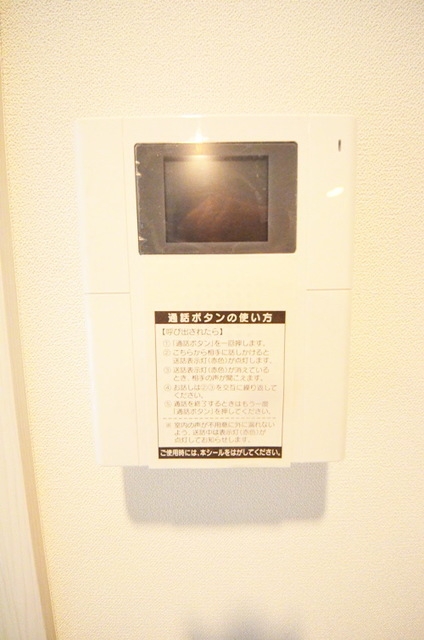 通話ボタンの使い方
【呼び出されたら】
①「通話ボタン」を一回押します。
②こちらから相手に話しかけると
送話表示灯(赤色)が点灯します。
③送話表示灯(赤色)が消えている
とき、相手の声が聞こえます。
④お話しは②③を交互に繰り返して
ください。
⑤通話を終了するときはもう一回
「通話ボタン」を押してください。
※室内の声が不用意に外に漏れない
よう、送話中は表示灯(赤色)が
点灯してお知らせします。
ご使用時には、本シールをはがしてください。